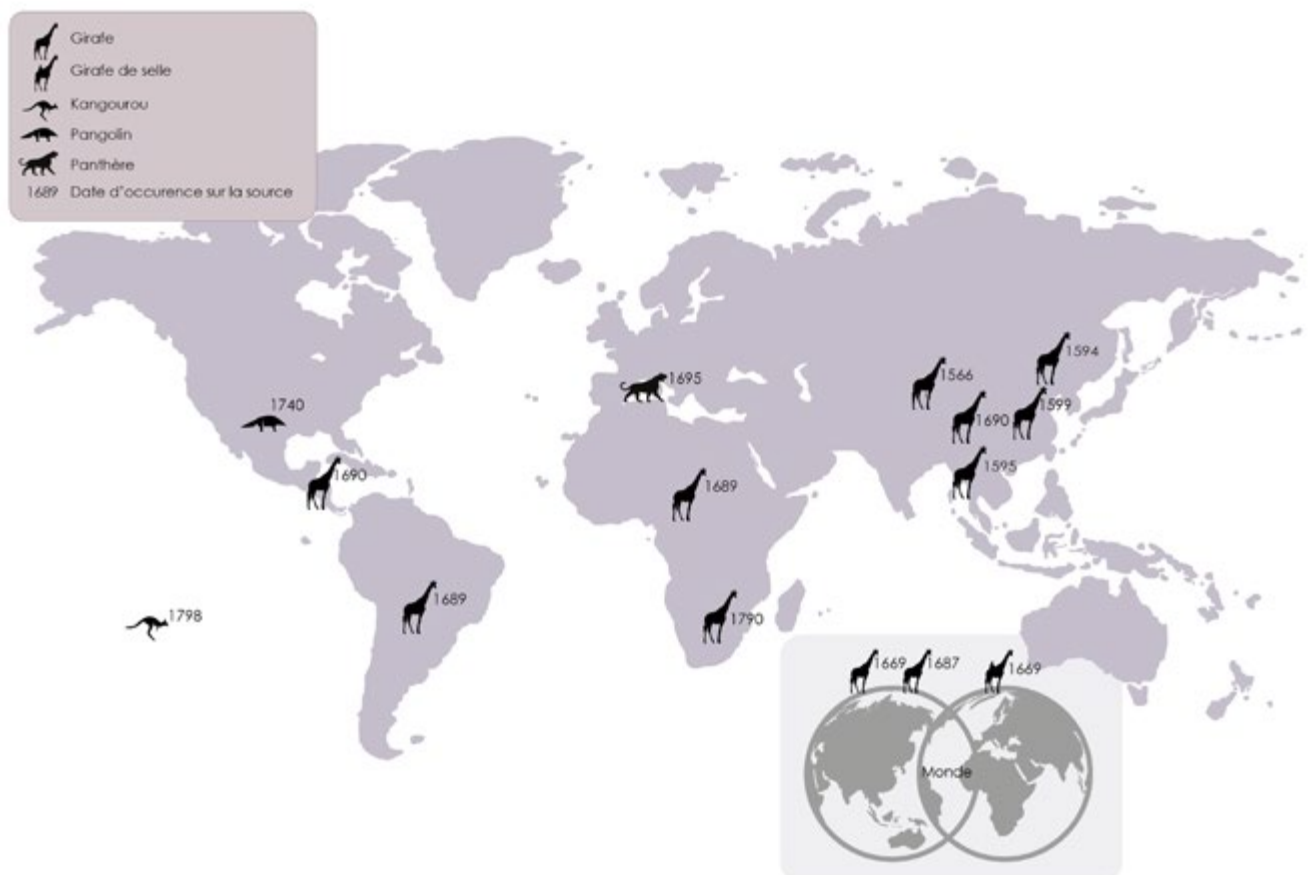 Girafe
Girafe de selle
Kangourou
Pangolin
Panthère
1689 Date d"occurence sur la source
1594
1566
1695
1740
1599
1690
1595
1690
1689
1689
1798
1790
1669
1687
1669
Monde